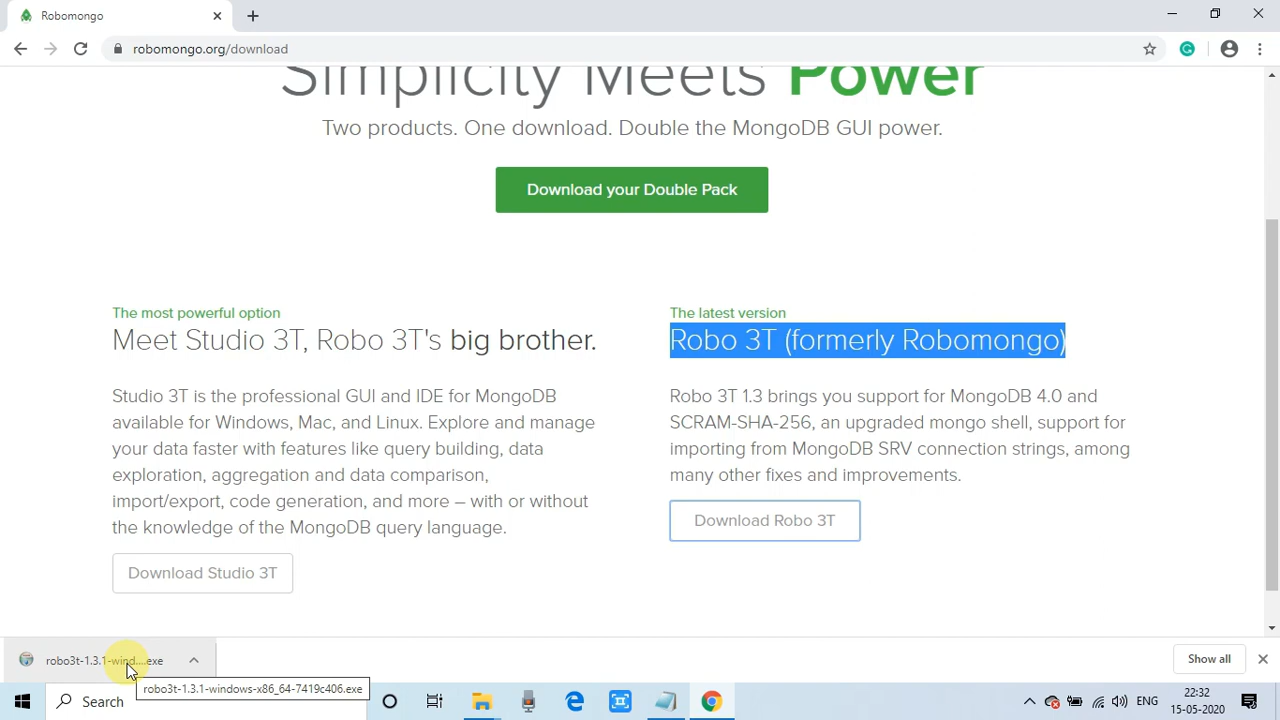 Robomongo
robomongo.org/download
Simplicity Meets Power
Two products. One download. Double the MongoDB GUI power.
Download your Double Pack
The most powerful option
Meet Studio 3T, Robo 3T's big brother.
Studio 3T is the professional GUI and IDE for MongoDB
available for Windows, Mac, and Linux. Explore and manage
your data faster with features like query building, data
exploration, aggregation and data comparison,
import/export, code generation, and more – with or without
the knowledge of the MongoDB query language.
Download Studio 3T
The latest version
Robo 3T (formerly Robomongo)
Robo 3T 1.3 brings you support for MongoDB 4.0 and
SCRAM-SHA-256, an upgraded mongo shell, support for
importing from MongoDB SRV connection strings, among
many other fixes and improvements.
Download Robo 3T
robo3t-1.3.1-wind....exe
Show all
robo3t-1.3.1-windows-x86_64-7419c406.exe
Search
ENG
22:32
15-05-2020